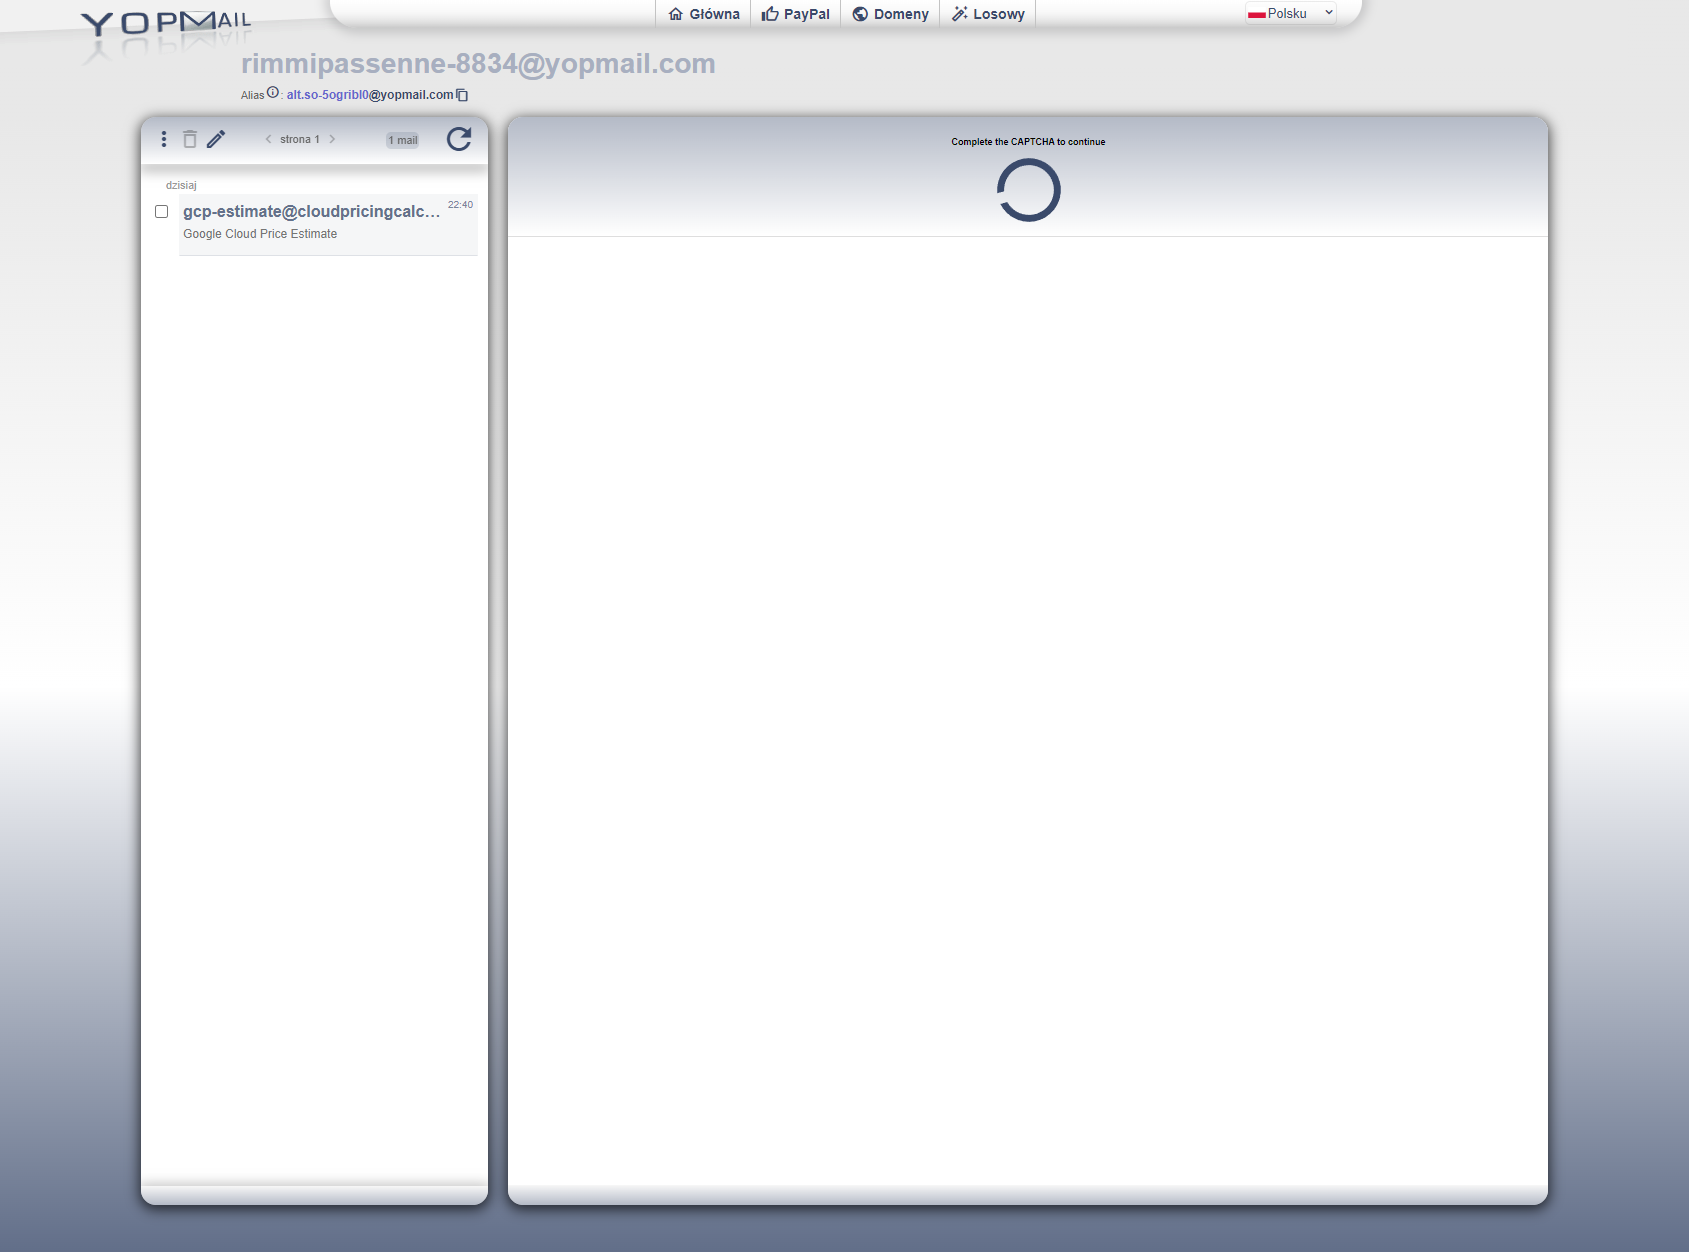 YOPMAIL
Główna PayPal Domeny Losowy Polsku
rimmipassenne-8834@yopmail.com
Alias : alt.so-5ogribl0@yopmail.com
strona 1 1 mail
dzisiaj
gcp-estimate@cloudpricingcalc… 22:40
Google Cloud Price Estimate
Complete the CAPTCHA to continue